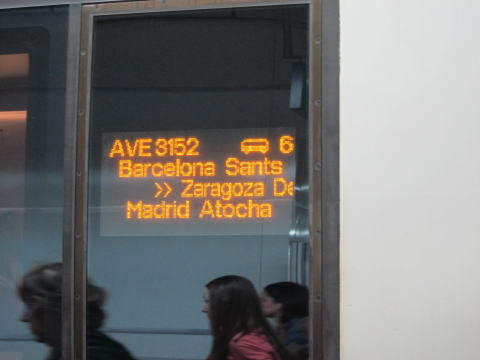 AVE 3152 6
Barcelona Sants
>> Zaragoza De
Madrid Atocha